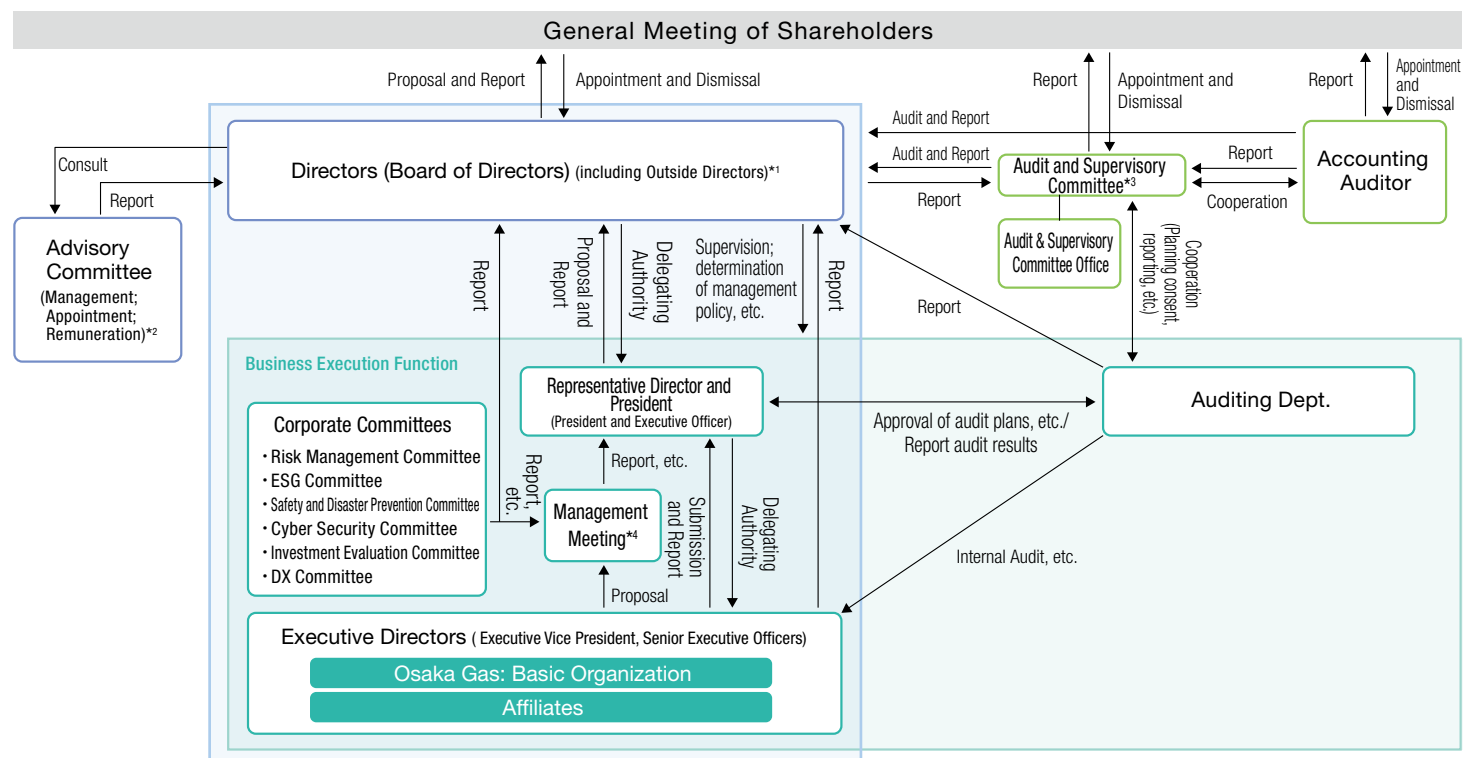 General Meeting of Shareholders
Proposal and Report
Appointment and Dismissal
Report
Appointment and
Dismissal
Report
Appointment
and
Dismissal
Directors (Board of Directors) (including Outside Directors)*1
Consult
Report
Audit and Report
Audit and Report
Report
Audit and Supervisory
Committee*3
Report
Cooperation
Accounting
Auditor
Audit & Supervisory
Committee Office
Advisory
Committee
(Management;
Appointment;
Remuneration)*2
Report
Proposal and
Report
Delegating
Authority
Supervision;
determination
of management
policy, etc.
Report
Report
Cooperation
(Planning consent,
reporting, etc.)
Business Execution Function
Representative Director and
President
(President and Executive Officer)
Approval of audit plans, etc./
Report audit results
Auditing Dept.
Corporate Committees
・Risk Management Committee
・ESG Committee
・Safety and Disaster Prevention Committee
・Cyber Security Committee
・Investment Evaluation Committee
・DX Committee
Report,
etc.
Report, etc.
Management
Meeting*4
Submission
and Report
Delegating
Authority
Proposal
Internal Audit, etc.
Executive Directors ( Executive Vice President, Senior Executive Officers)
Osaka Gas: Basic Organization
Affiliates